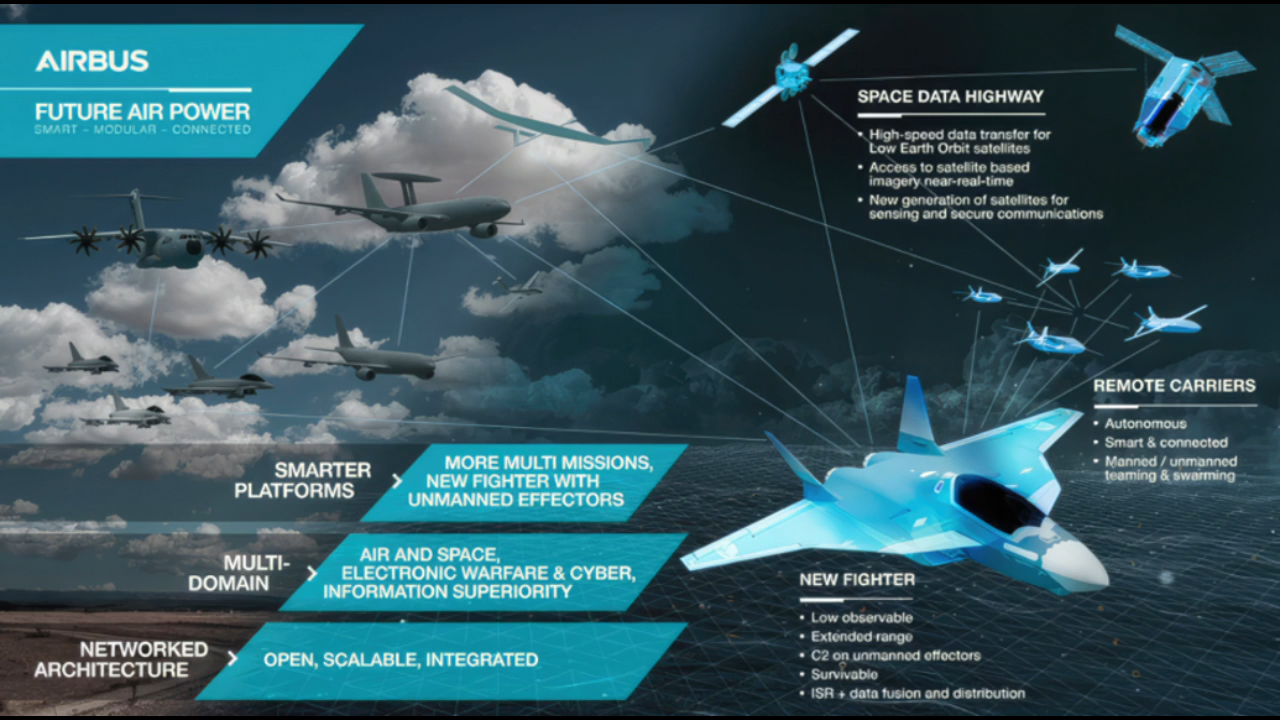 AIRBUS
FUTURE AIR POWER
SMART – MODULAR – CONNECTED
SPACE DATA HIGHWAY
• High-speed data transfer for
Low Earth Orbit satellites
• Access to satellite based
imagery near-real-time
• New generation of satellites for
sensing and secure communications
REMOTE CARRIERS
• Autonomous
• Smart & connected
• Manned / unmanned
teaming & swarming
SMARTER
PLATFORMS
MORE MULTI MISSIONS,
NEW FIGHTER WITH
UNMANNED EFFECTORS
MULTI-
DOMAIN
AIR AND SPACE,
ELECTRONIC WARFARE & CYBER,
INFORMATION SUPERIORITY
NETWORKED
ARCHITECTURE
OPEN, SCALABLE, INTEGRATED
NEW FIGHTER
• Low observable
• Extended range
• C2 on unmanned effectors
• Survivable
• ISR + data fusion and distribution